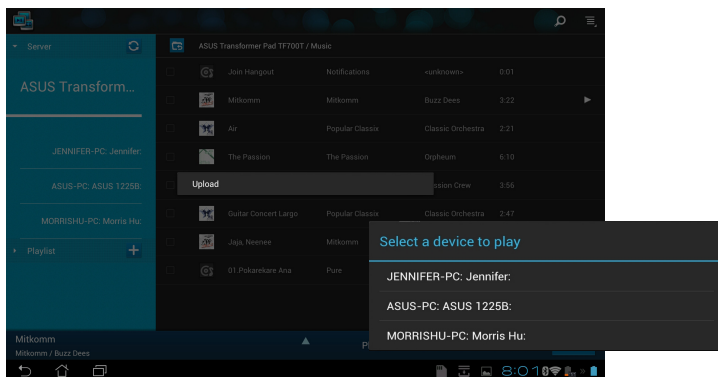 Server
ASUS Transformer Pad TF700T / Music
ASUS Transform...
JENNIFER-PC: Jennifer:
ASUS-PC: ASUS 1225B:
MORRISHU-PC: Morris Hu:
Playlist
Join Hangout Notifications <unknown> 0:01
Mitkomm Mitkomm Buzz Dees 3:22
Air Popular Classix Classic Orchestra 2:21
The Passion The Passion Orpheum 6:10
Upload ession Crew 3:56
Guitar Concert Largo Popular Classix Classic Orchestra 2:47
Jaja, Neenee Mitkomm
01.Pokarekare Ana Pure
Select a device to play
JENNIFER-PC: Jennifer:
ASUS-PC: ASUS 1225B:
MORRISHU-PC: Morris Hu:
Mitkomm
Mitkomm / Buzz Dees
8:01